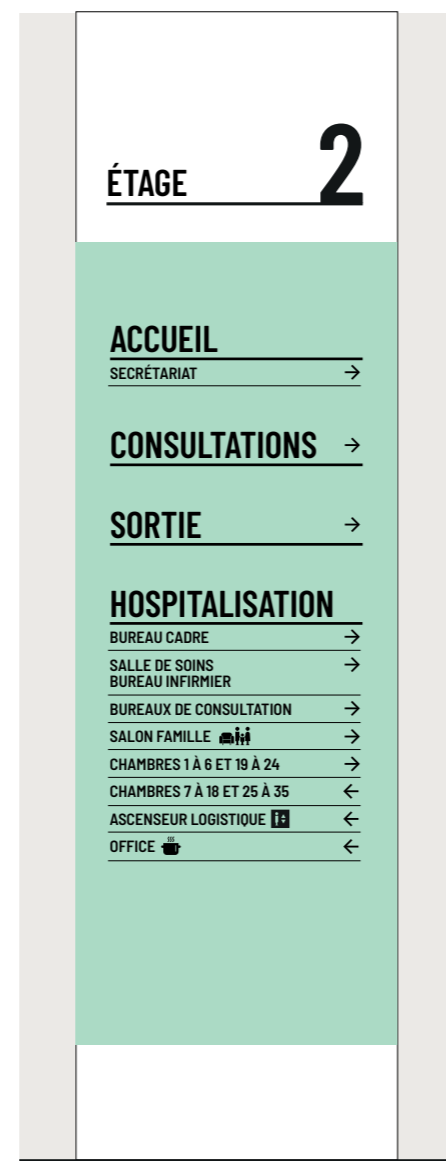 ÉTAGE 2
ACCUEIL
SECRÉTARIAT →
CONSULTATIONS →
SORTIE →
HOSPITALISATION
BUREAU CADRE →
SALLE DE SOINS →
BUREAU INFIRMIER
BUREAUX DE CONSULTATION →
SALON FAMILLE →
CHAMBRES 1 À 6 ET 19 À 24 →
CHAMBRES 7 À 18 ET 25 À 35 ←
ASCENSEUR LOGISTIQUE ←
OFFICE ←